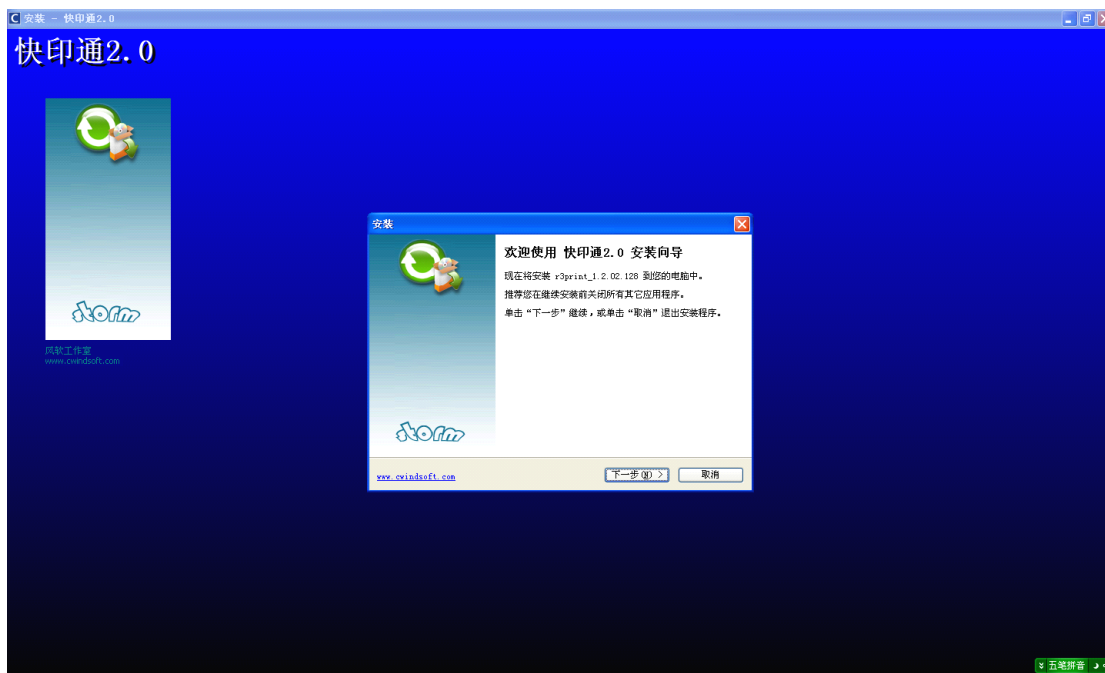 安装 - 快印通2.0
快印通2.0
storm
风软工作室
www.cwindsoft.com
安装
欢迎使用 快印通2.0 安装向导
现在将安装 r3print_1.2.02.128 到您的电脑中。
推荐您在继续安装前关闭所有其它应用程序。
单击“下一步”继续，或单击“取消”退出安装程序。
storm
www.cwindsoft.com
下一步(N) >
取消
五笔拼音